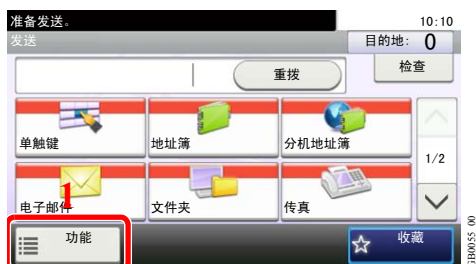 准备发送。 10:10
发送 目的地: 0
重拨 检查
单触键 地址簿 分机地址簿
1/2
电子邮件 文件夹 传真
1
功能 收藏
GB0055_00